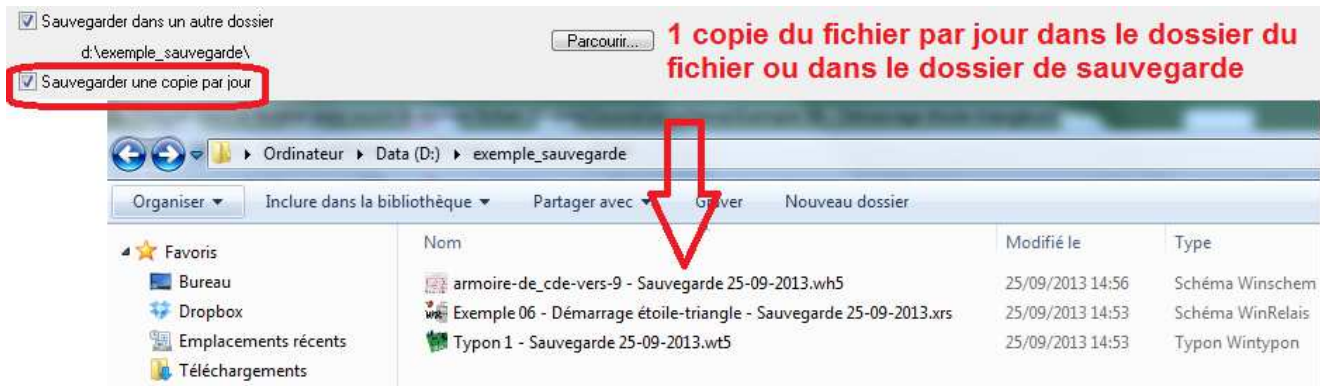 Sauvegarder dans un autre dossier
d:\exemple_sauvegarde\
Parcourir...
Sauvegarder une copie par jour
1 copie du fichier par jour dans le dossier du
fichier ou dans le dossier de sauvegarde
Ordinateur Data (D:) exemple_sauvegarde
Organiser Inclure dans la bibliothèque Partager avec Graver Nouveau dossier
Favoris
Bureau
Dropbox
Emplacements récents
Téléchargements
Nom Modifié le Type
armoire-de_cde-vers-9 - Sauvegarde 25-09-2013.wh5 25/09/2013 14:56 Schéma Winschem
Exemple 06 - Démarrage étoile-triangle - Sauvegarde 25-09-2013.xrs 25/09/2013 14:53 Schéma WinRelais
Typon 1 - Sauvegarde 25-09-2013.wt5 25/09/2013 14:53 Typon Wintypon